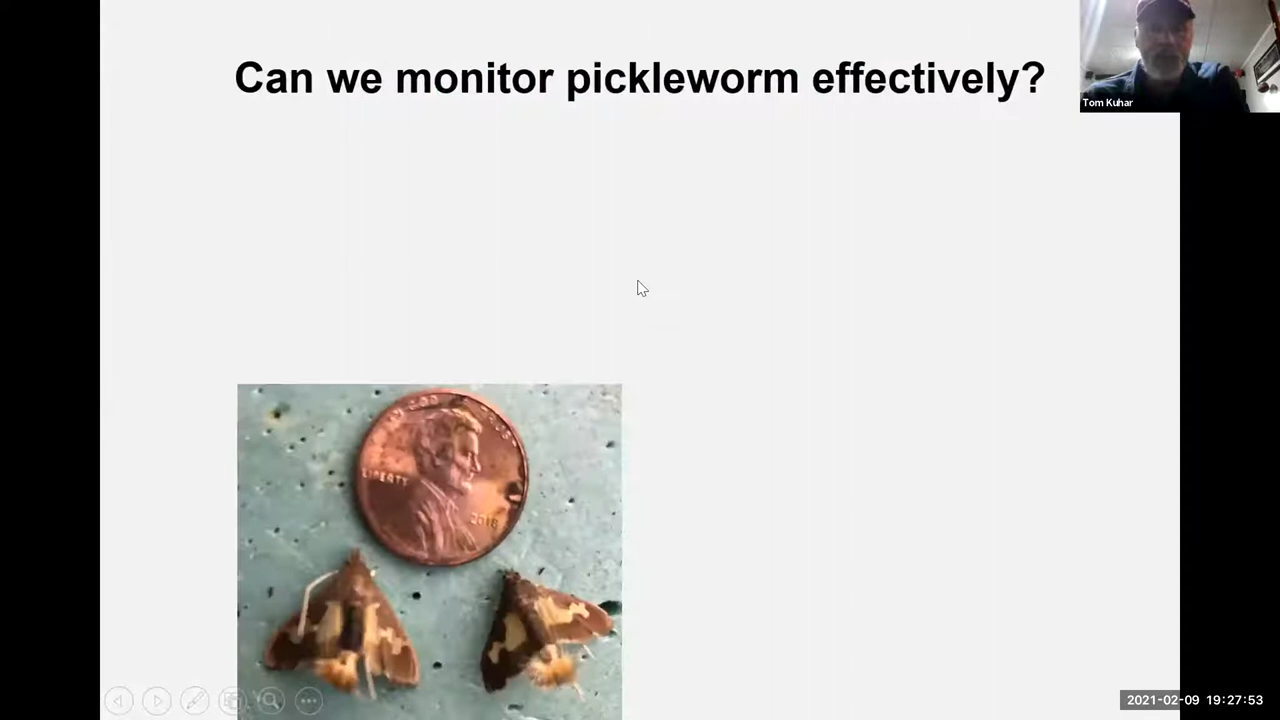 Can we monitor pickleworm effectively?
Tom Kuhar
LIBERTY
2018
2021-02-09 19:27:53